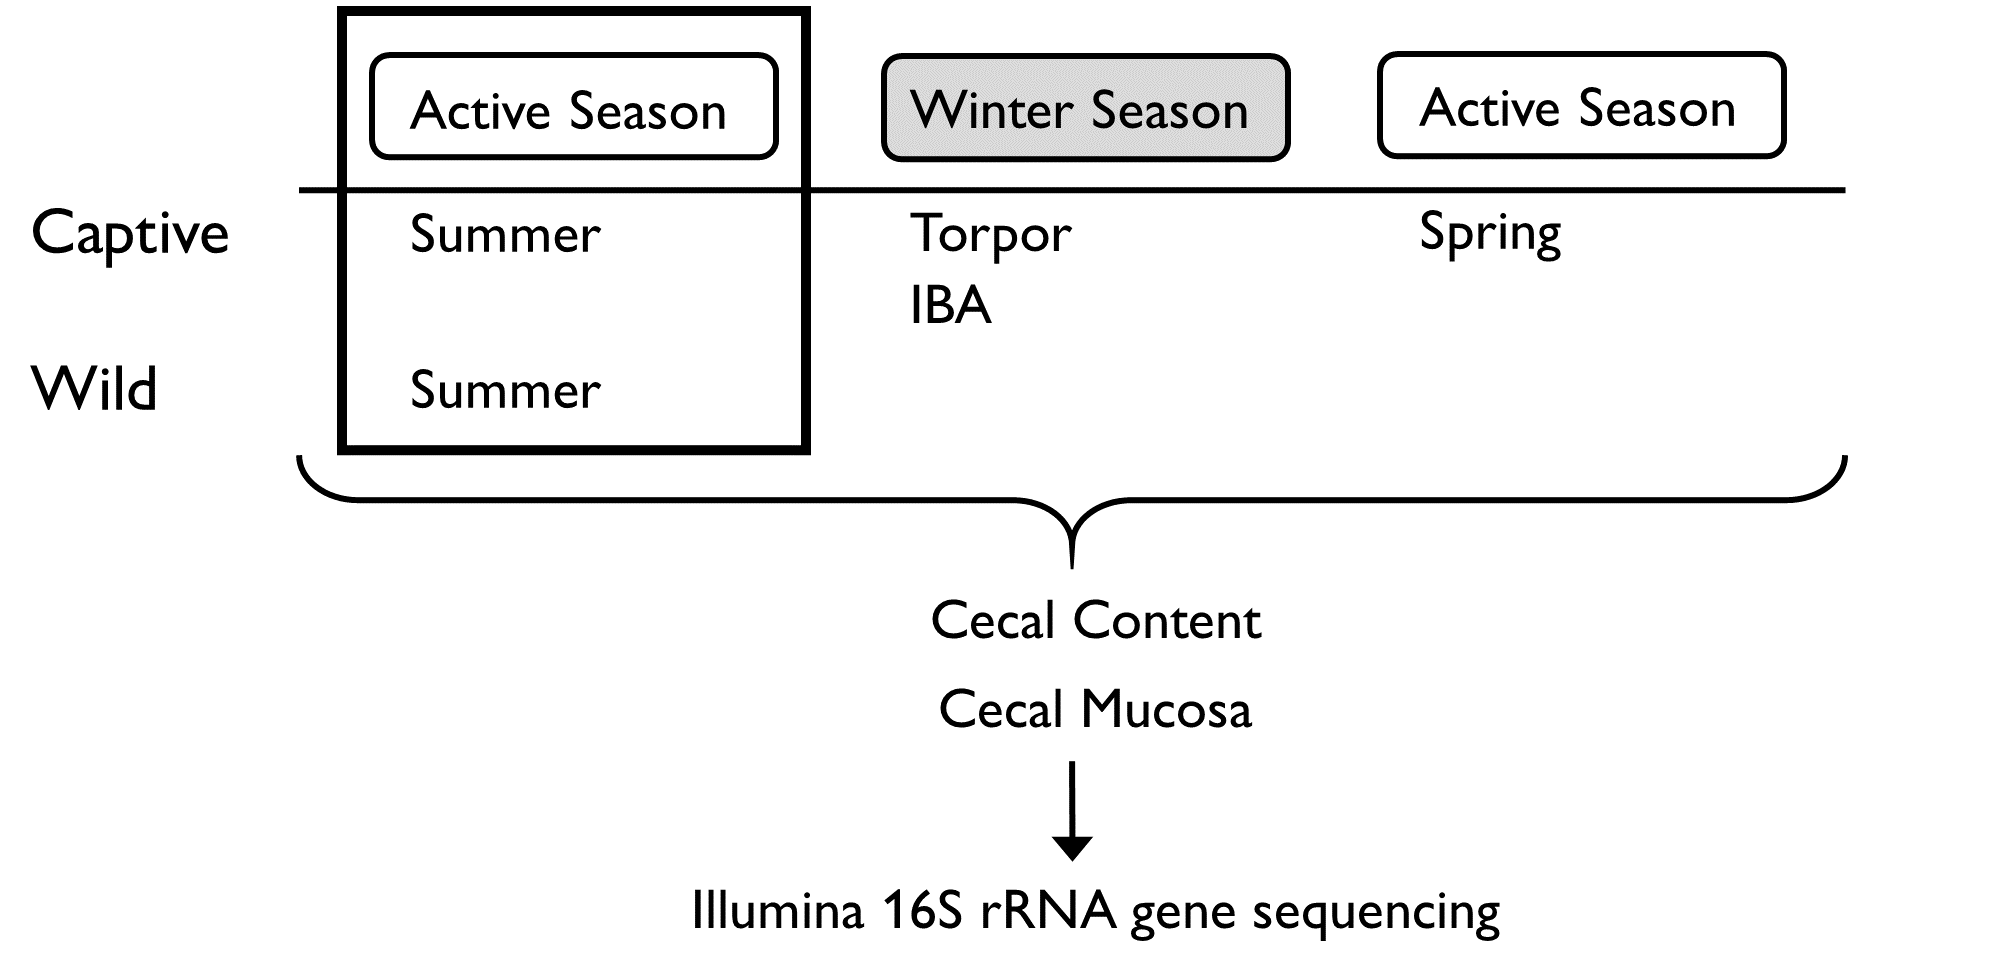 Active Season Winter Season Active Season
Captive Summer Torpor Spring
IBA
Wild Summer
Cecal Content
Cecal Mucosa
Illumina 16S rRNA gene sequencing